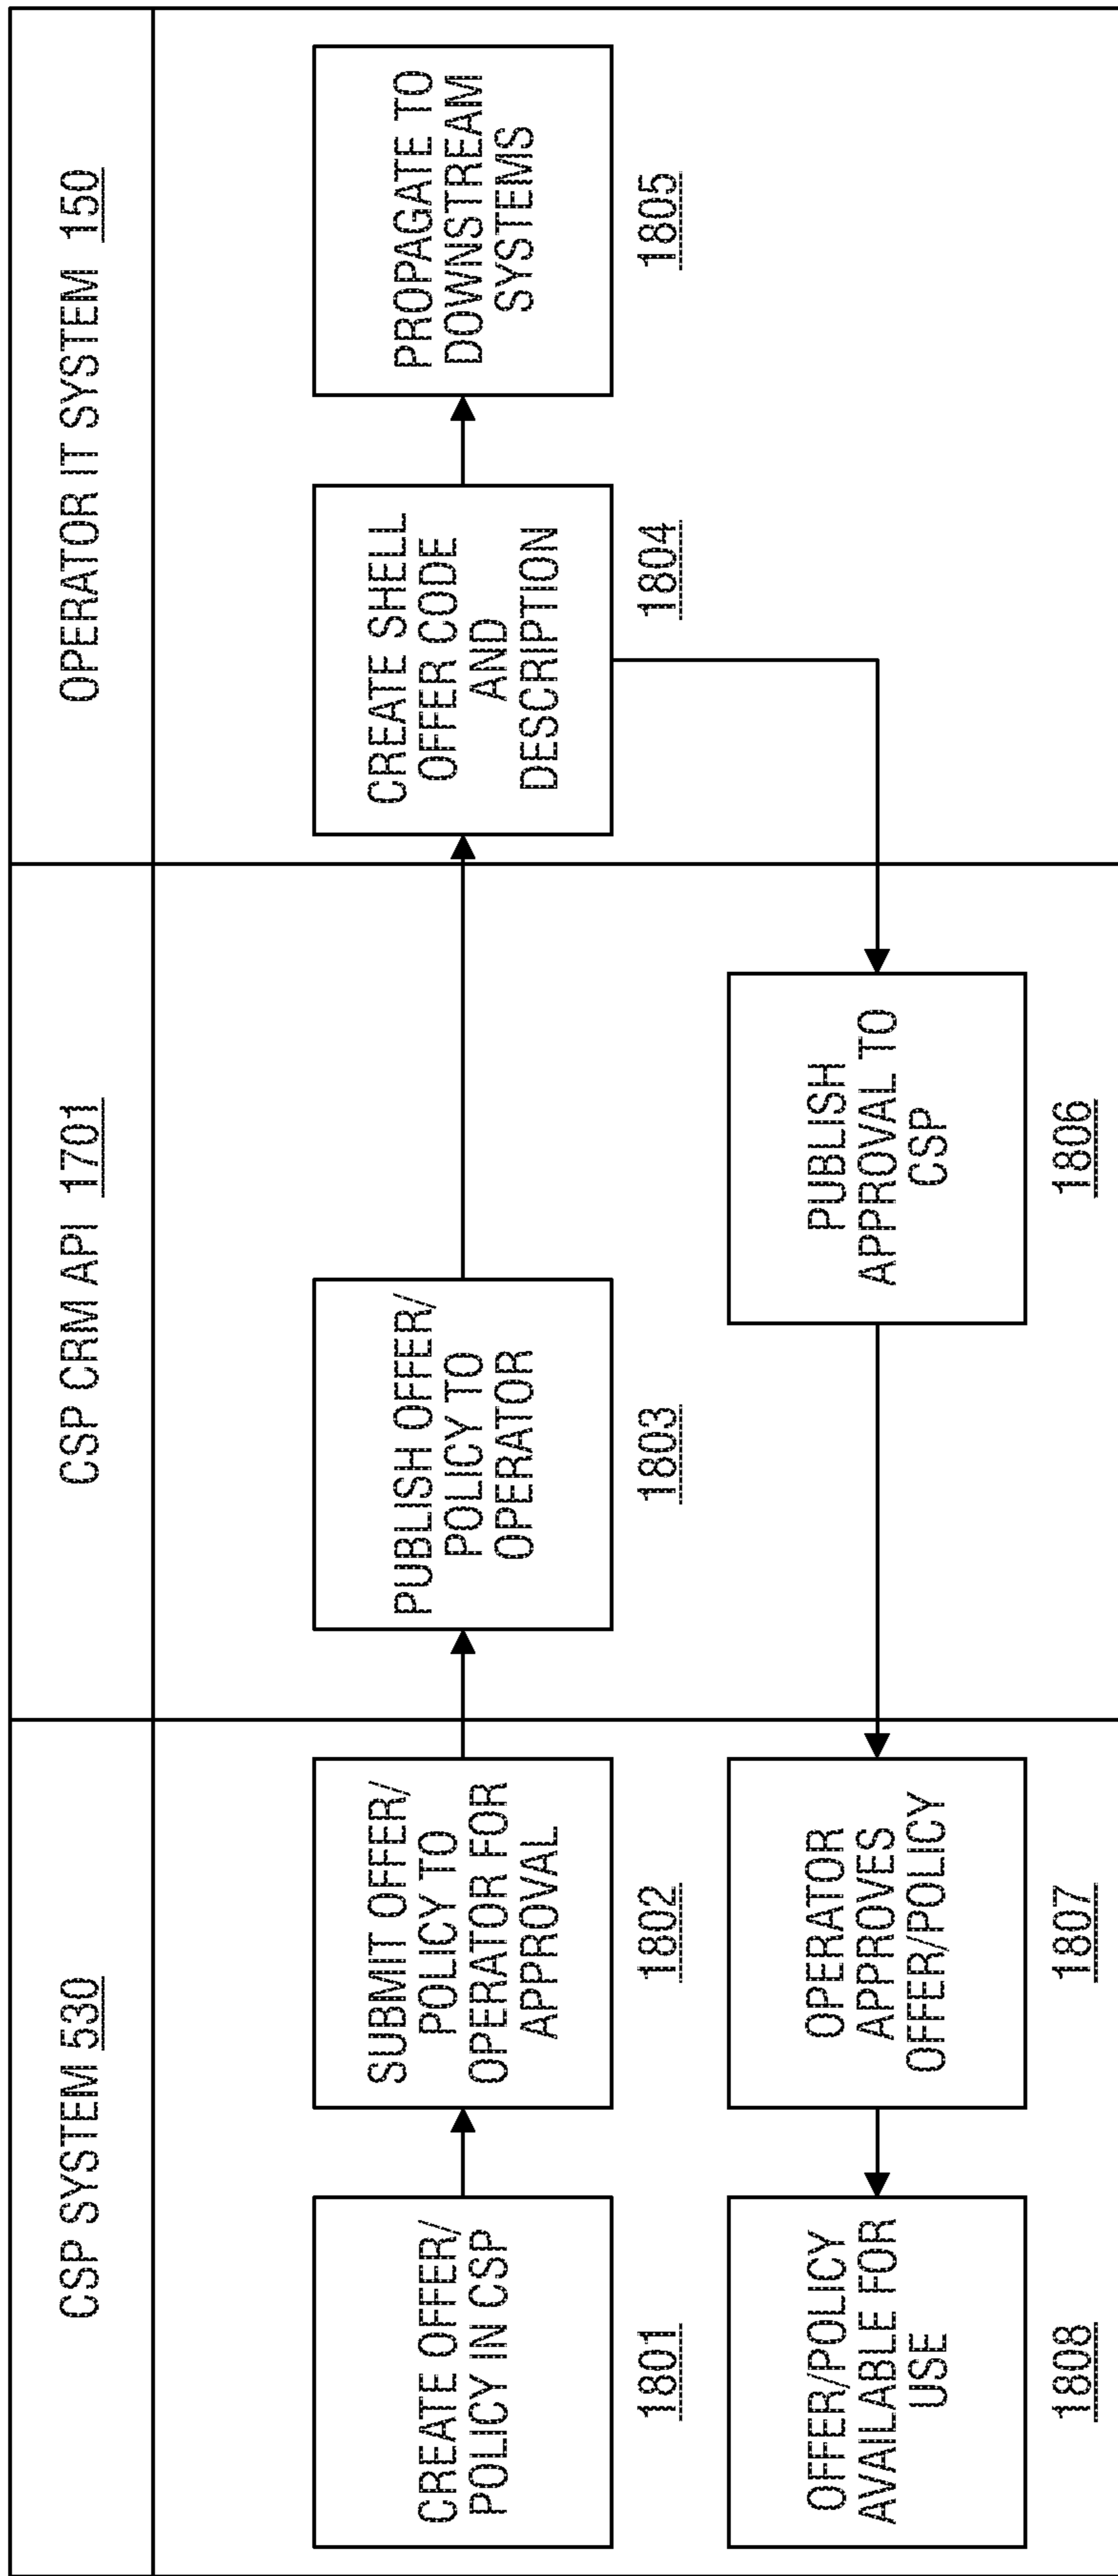 CSP SYSTEM 530
CSP CRM API 1701
OPERATOR IT SYSTEM 150
CREATE OFFER/
POLICY IN CSP
1801
SUBMIT OFFER/
POLICY TO
OPERATOR FOR
APPROVAL
1802
PUBLISH OFFER/
POLICY TO
OPERATOR
1803
CREATE SHELL
OFFER CODE
AND
DESCRIPTION
1804
PROPAGATE TO
DOWNSTREAM
SYSTEMS
1805
OFFER/POLICY
AVAILABLE FOR
USE
1808
OPERATOR
APPROVES
OFFER/POLICY
1807
PUBLISH
APPROVAL TO
CSP
1806